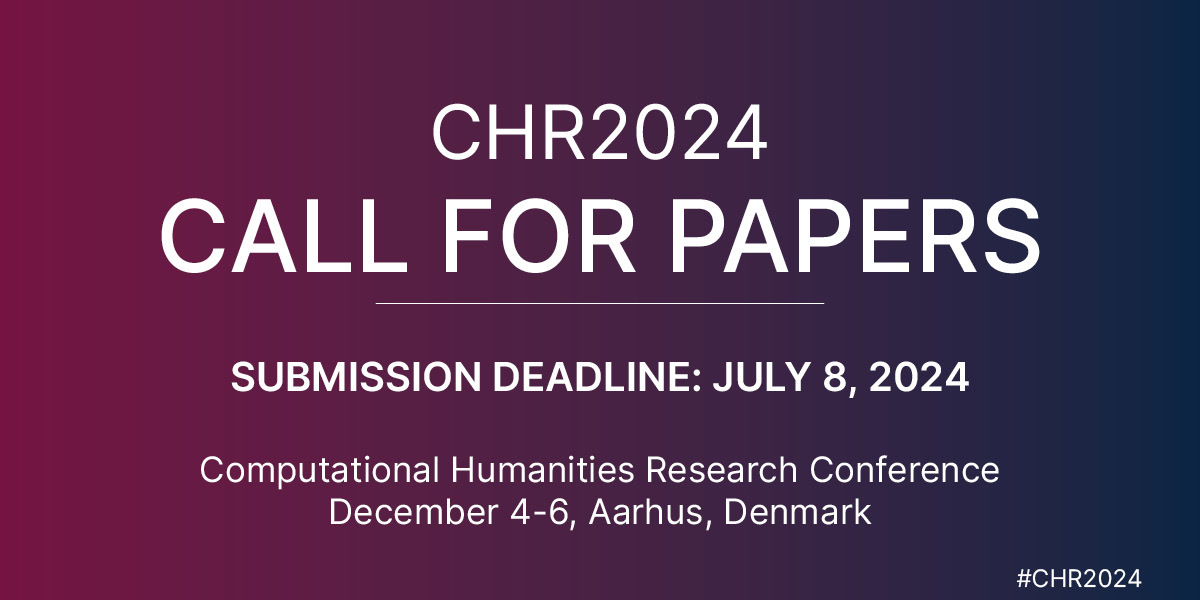 CHR2024
CALL FOR PAPERS
SUBMISSION DEADLINE: JULY 8, 2024
Computational Humanities Research Conference
December 4-6, Aarhus, Denmark
#CHR2024